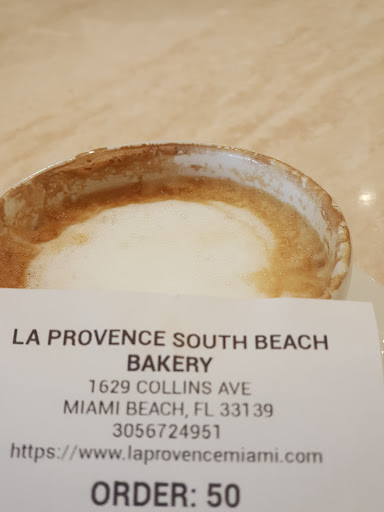 LA PROVENCE SOUTH BEACH
BAKERY
1629 COLLINS AVE
MIAMI BEACH, FL 33139
3056724951
https://www.laprovencemiami.com
ORDER: 50